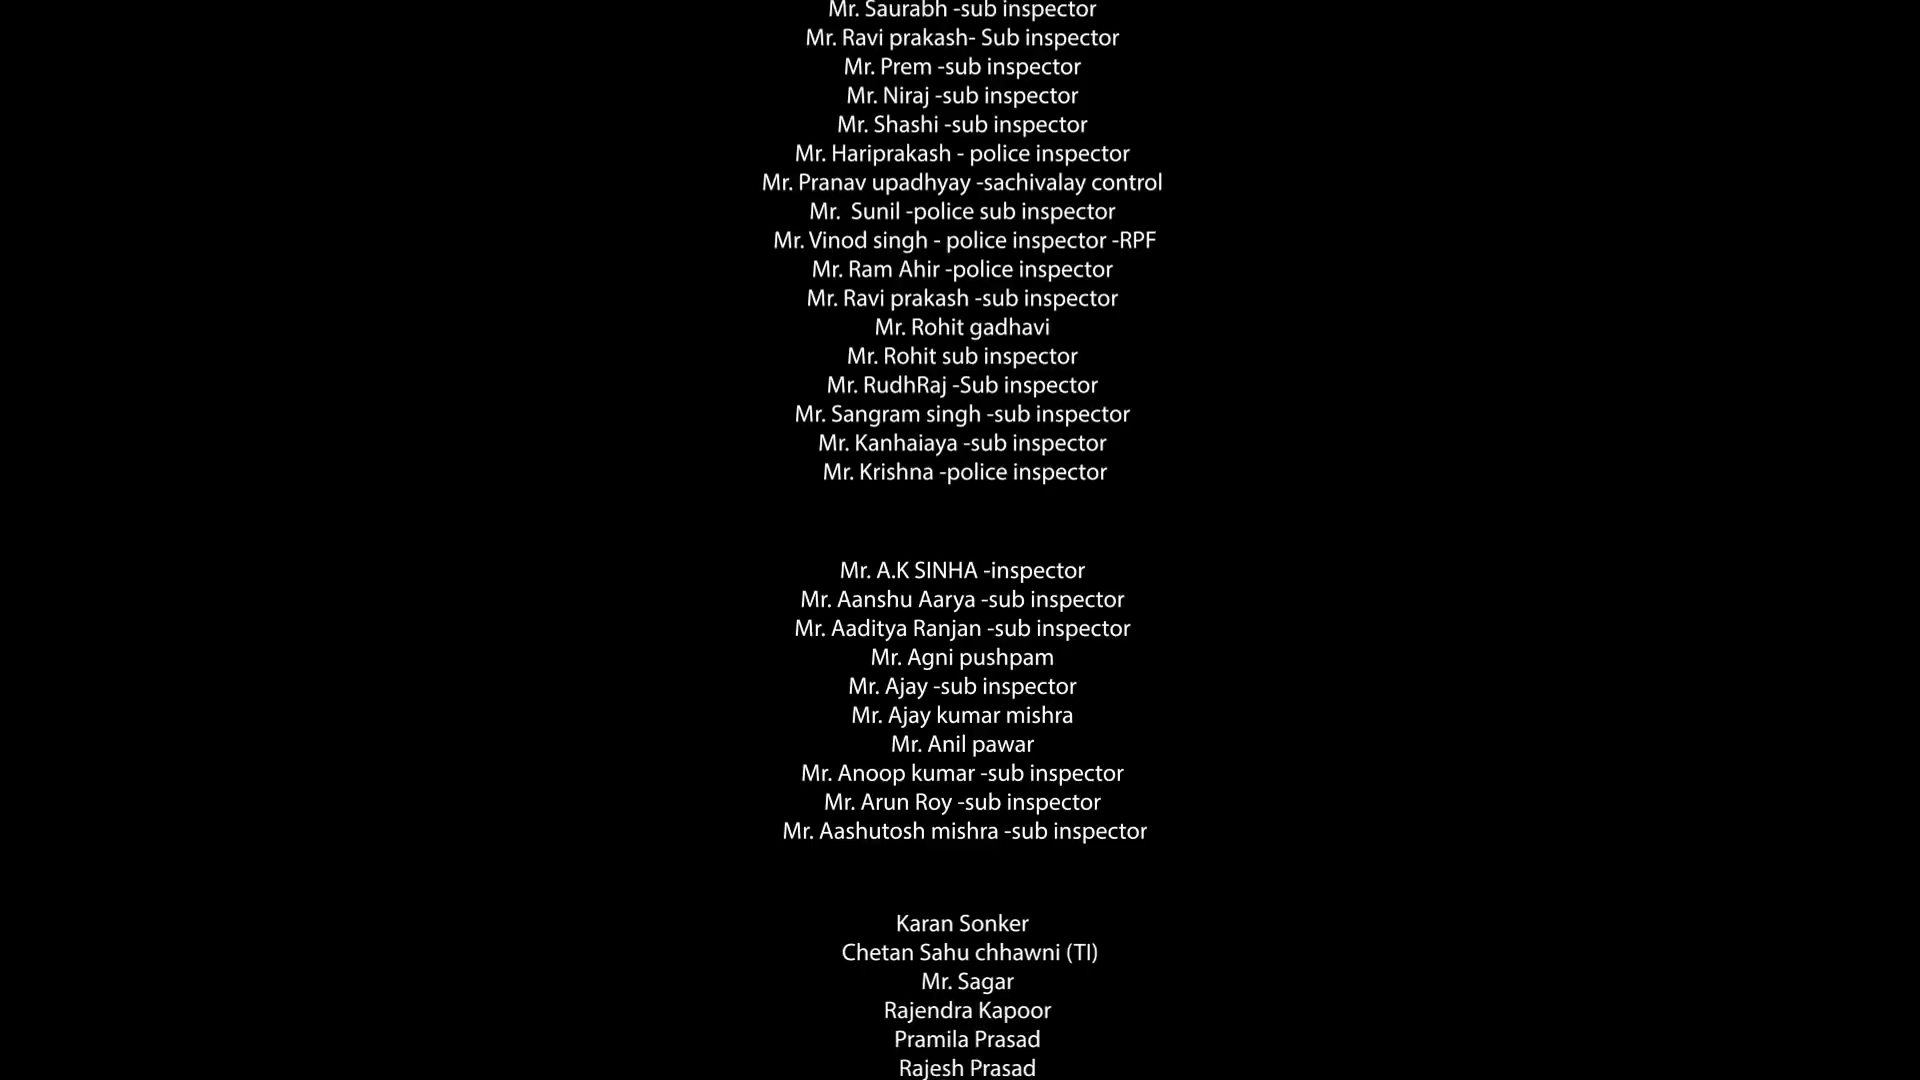 Mr. Saurabh -sub inspector
Mr. Ravi prakash- Sub inspector
Mr. Prem -sub inspector
Mr. Niraj -sub inspector
Mr. Shashi -sub inspector
Mr. Hariprakash - police inspector
Mr. Pranav upadhyay -sachivalay control
Mr.  Sunil -police sub inspector
Mr. Vinod singh - police inspector -RPF
Mr. Ram Ahir -police inspector
Mr. Ravi prakash -sub inspector
Mr. Rohit gadhavi
Mr. Rohit sub inspector
Mr. RudhRaj -Sub inspector
Mr. Sangram singh -sub inspector
Mr. Kanhaiaya -sub inspector
Mr. Krishna -police inspector
Mr. A.K SINHA -inspector
Mr. Aanshu Aarya -sub inspector
Mr. Aaditya Ranjan -sub inspector
Mr. Agni pushpam
Mr. Ajay -sub inspector
Mr. Ajay kumar mishra
Mr. Anil pawar
Mr. Anoop kumar -sub inspector
Mr. Arun Roy -sub inspector
Mr. Aashutosh mishra -sub inspector
Karan Sonker
Chetan Sahu chhawni (TI)
Mr. Sagar
Rajendra Kapoor
Pramila Prasad
Rajesh Prasad